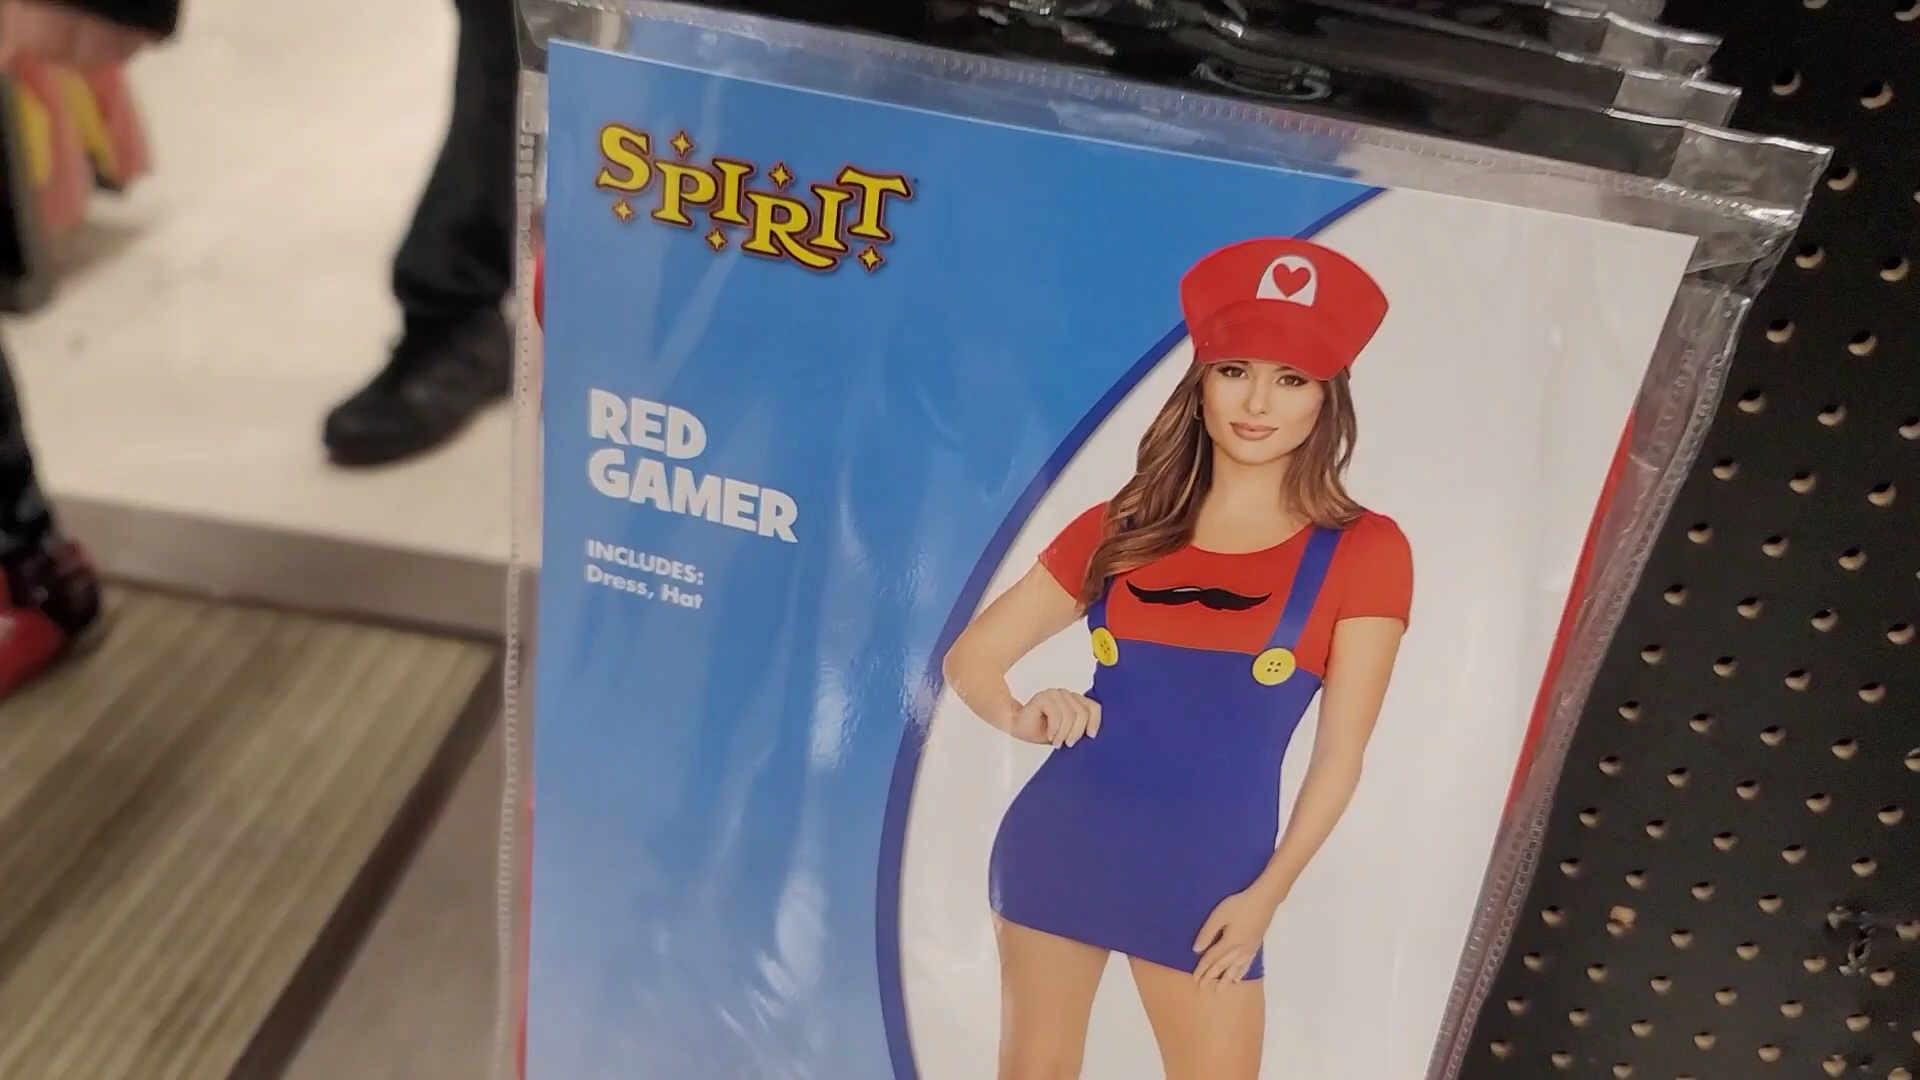 SPIRIT
RED
GAMER
INCLUDES:
Dress, Hat